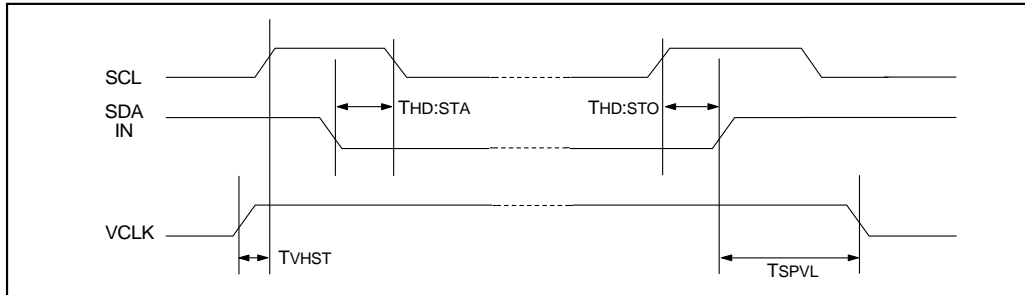 SCL
THD:STA
THD:STO
SDA
IN
VCLK
TVHST
TSPVL